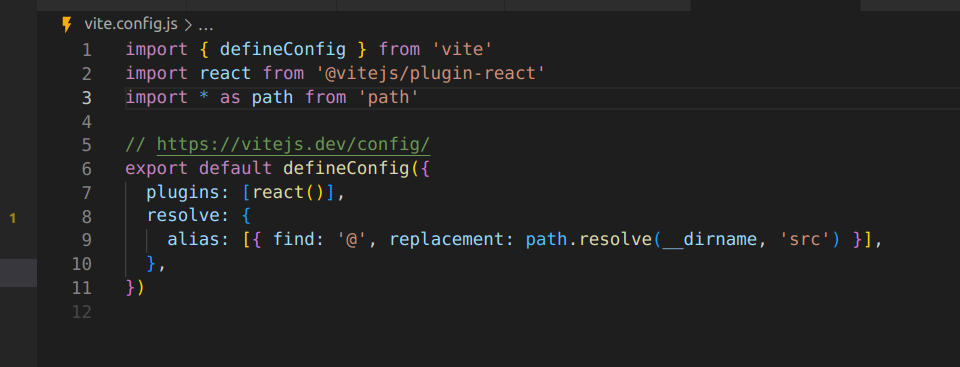 vite.config.js > ...
1 import { defineConfig } from 'vite'
2 import react from '@vitejs/plugin-react'
3 import * as path from 'path'
4
5 // https://vitejs.dev/config/
6 export default defineConfig({
7   plugins: [react()],
8   resolve: {
1
9     alias: [{ find: '@', replacement: path.resolve(__dirname, 'src') }],
10   },
11 })
12